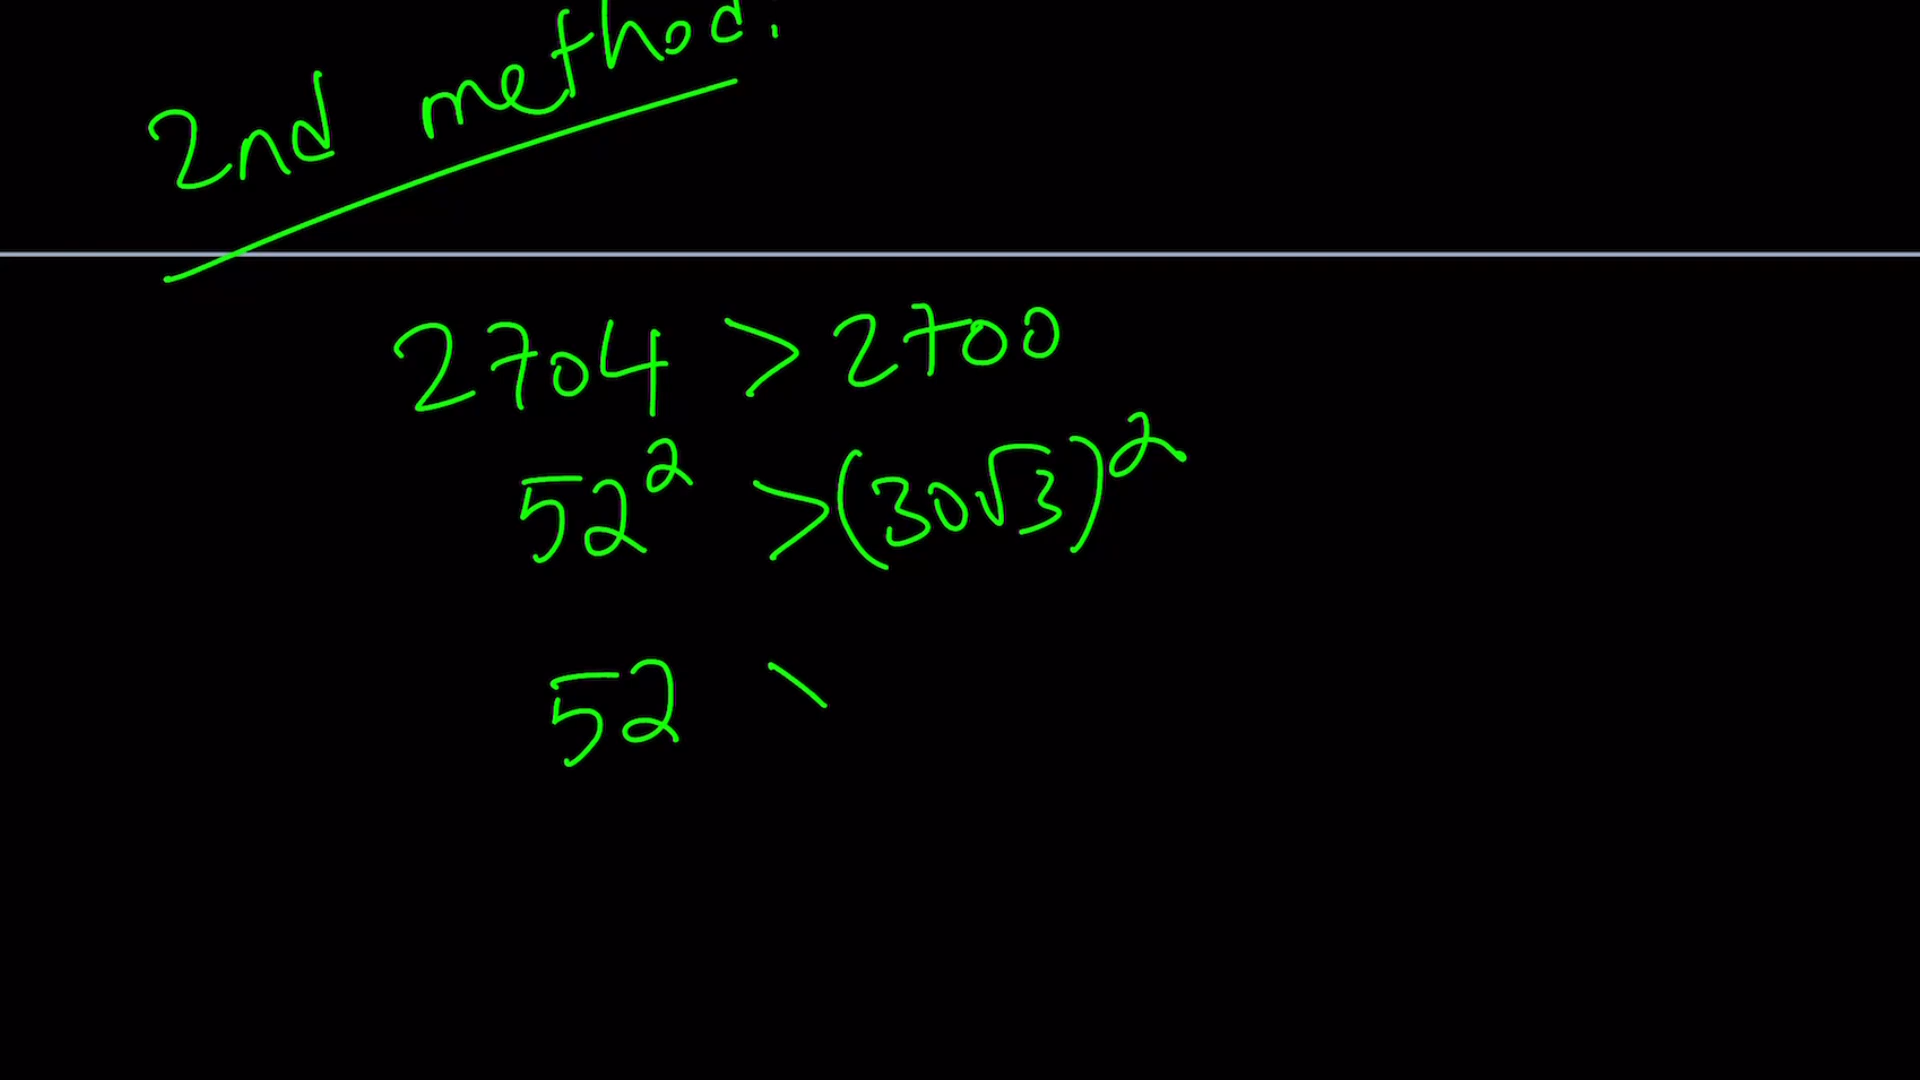 2nd method:
2704 > 2700
52² > (30√3)²
52